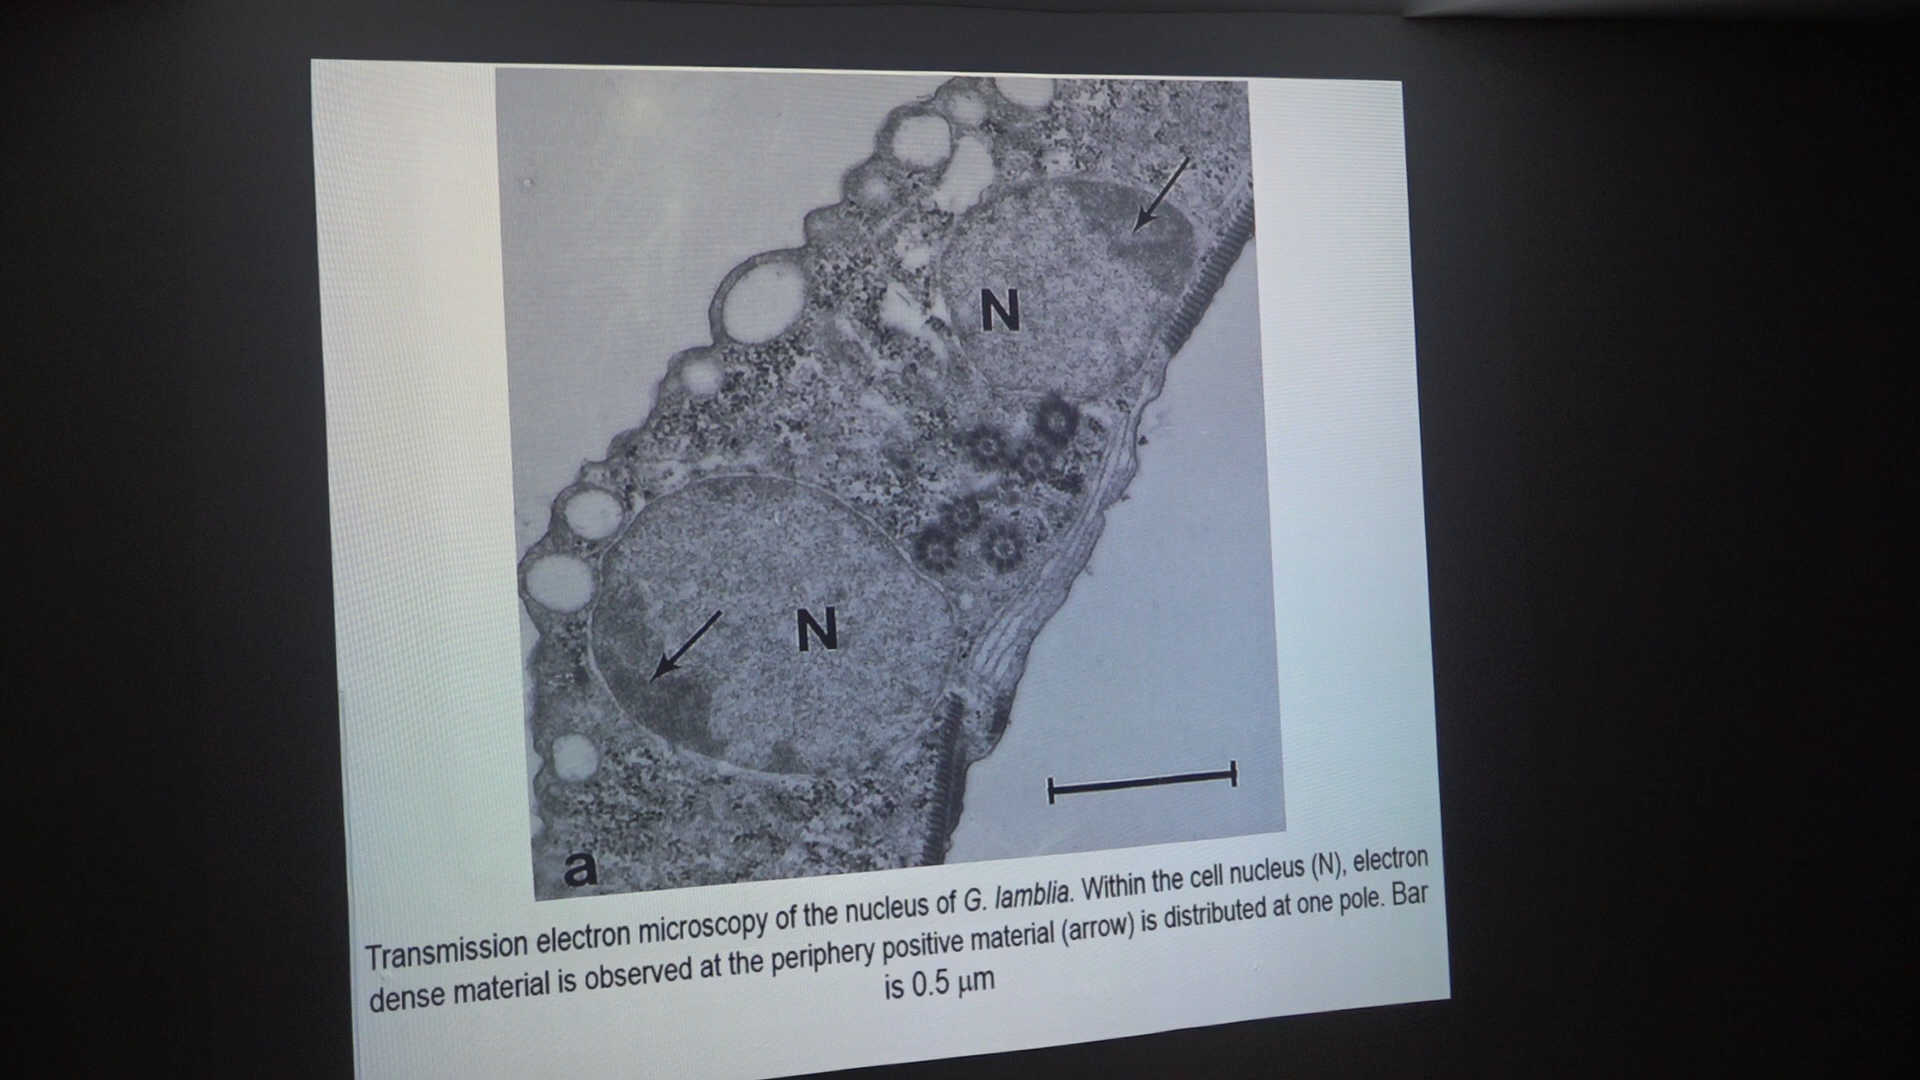 N
N
a
Transmission electron microscopy of the nucleus of G. lamblia. Within the cell nucleus (N), electron
dense material is observed at the periphery positive material (arrow) is distributed at one pole. Bar
is 0.5 μm